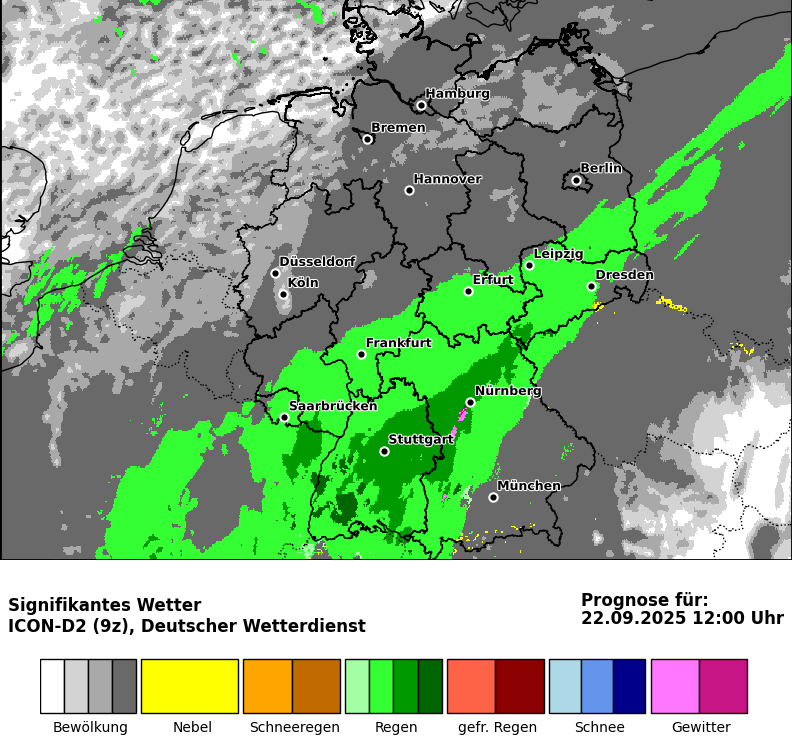 Hamburg
Bremen
Berlin
Hannover
Leipzig
Düsseldorf
Dresden
Köln
Erfurt
Frankfurt
Nürnberg
Saarbrücken
Stuttgart
München
Signifikantes Wetter
ICON-D2 (9z), Deutscher Wetterdienst
Prognose für:
22.09.2025 12:00 Uhr
Bewölkung Nebel Schneeregen Regen gefr. Regen Schnee Gewitter